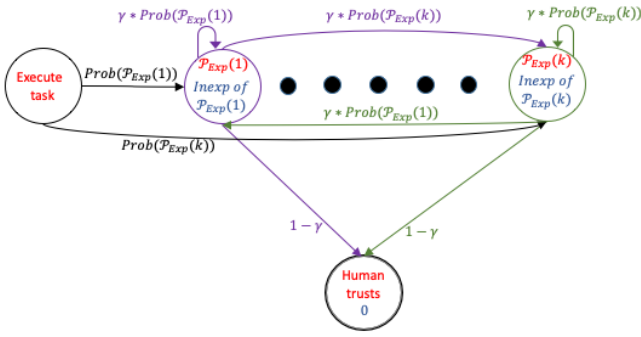 γ ∗ Prob(𝒫_Exp(1))
γ ∗ Prob(𝒫_Exp(k))
γ ∗ Prob(𝒫_Exp(k))
Execute
task
Prob(𝒫_Exp(1))
𝒫_Exp(1)
Inexp of
𝒫_Exp(1)
𝒫_Exp(k)
Inexp of
𝒫_Exp(k)
γ ∗ Prob(𝒫_Exp(1))
Prob(𝒫_Exp(k))
1 − γ
1 − γ
Human
trusts
0